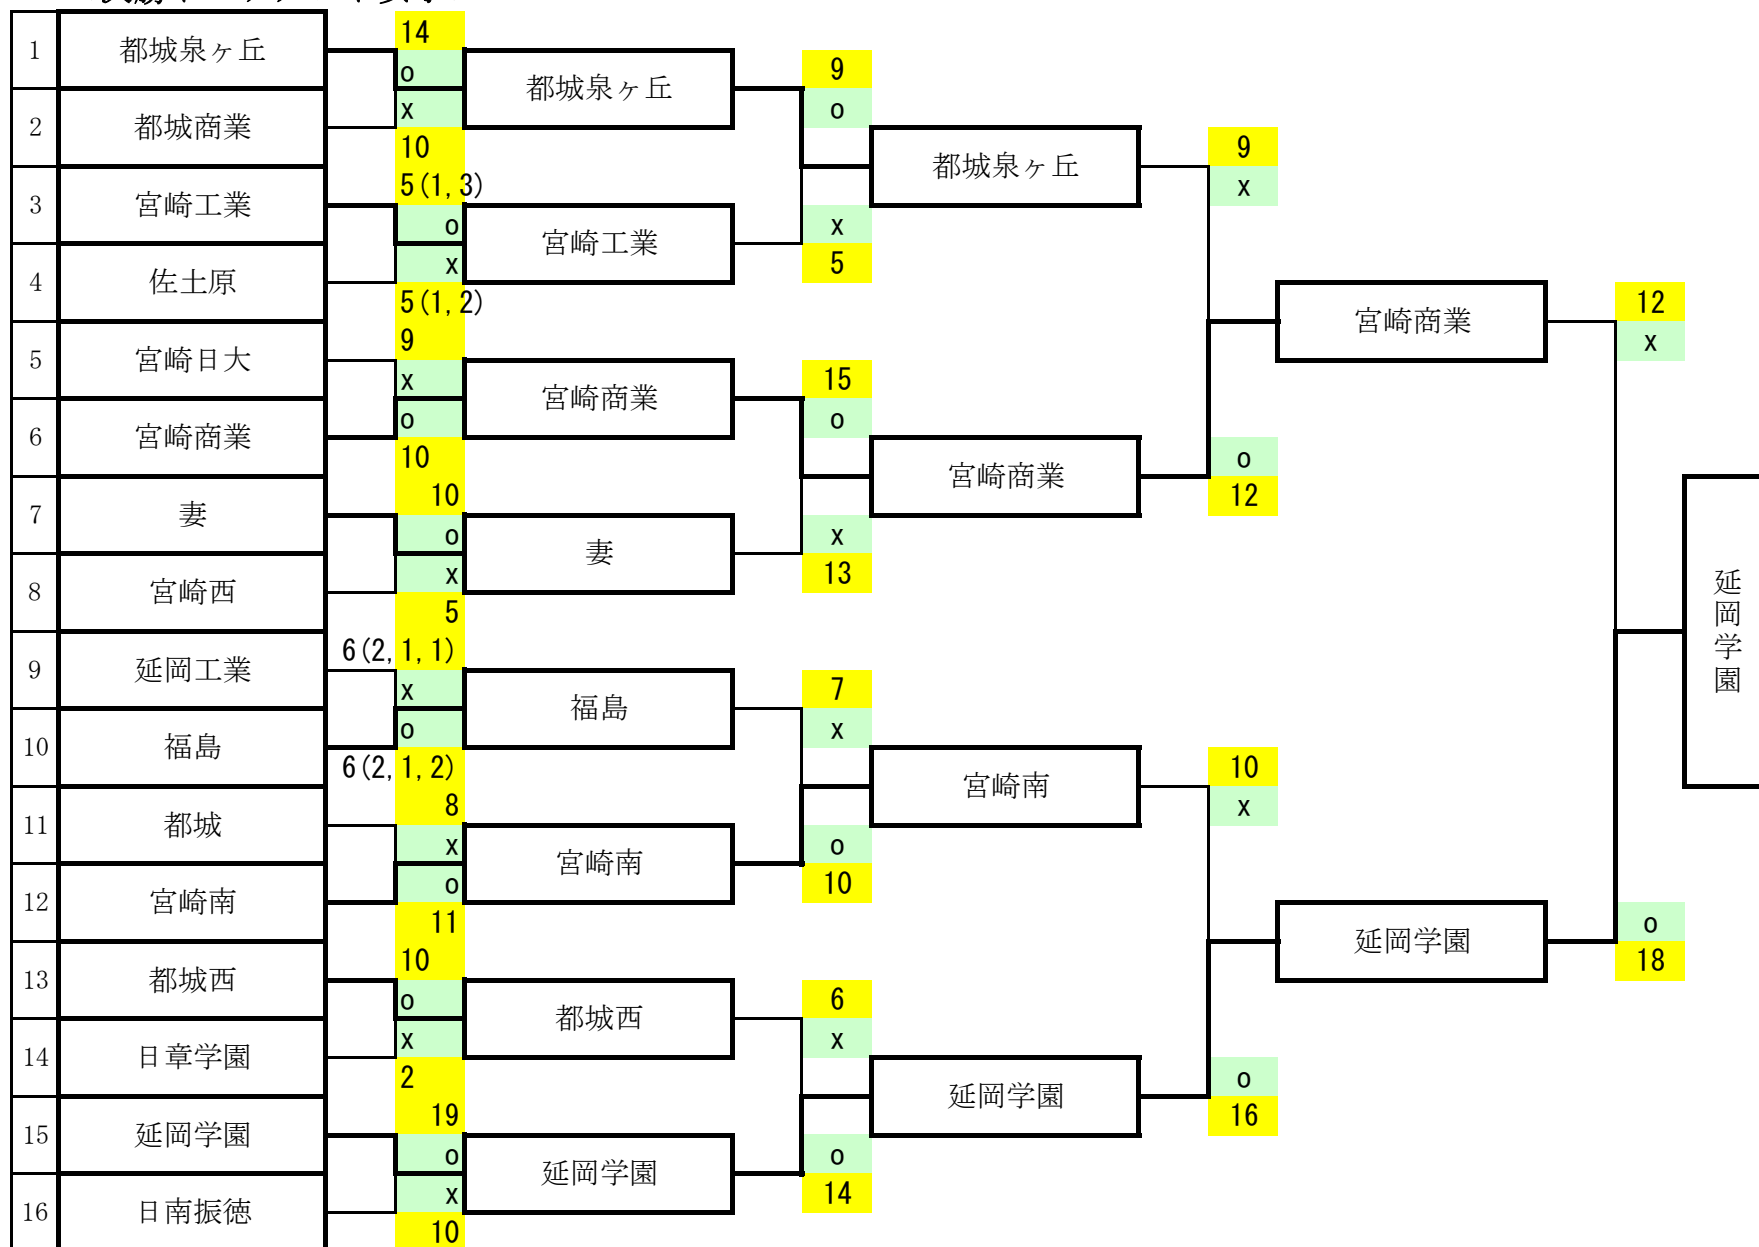 1 都城泉ヶ丘 14
o
都城泉ヶ丘 9
o
2 都城商業 x
10
都城泉ヶ丘 9
x
3 宮崎工業 5(1,3)
o
宮崎工業 x
5
4 佐土原 x
5(1,2)
宮崎商業 12
x
5 宮崎日大 9
x
宮崎商業 15
o
6 宮崎商業 o
10
宮崎商業 o
12
7 妻 10
o
妻 x
13
8 宮崎西 x
5
延岡学園
9 延岡工業 6(2,1,1)
x
福島 7
x
10 福島 o
6(2,1,2)
宮崎南 10
x
11 都城 8
x
宮崎南 o
10
12 宮崎南 o
11
延岡学園 o
18
13 都城西 10
o
都城西 6
x
14 日章学園 x
2
延岡学園 o
16
15 延岡学園 19
o
延岡学園 o
14
16 日南振徳 x
10